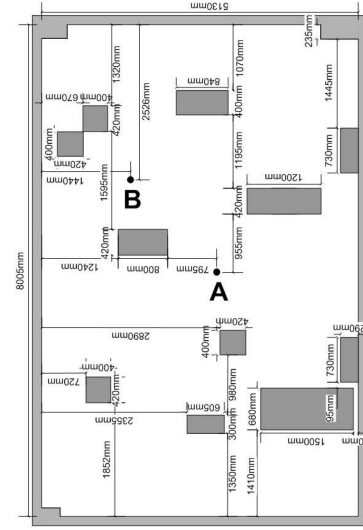 5130mm
235mm
1320mm
2526mm
1070mm
1445mm
840mm
400mm
670mm
400mm
420mm
400mm
420mm
1440mm
1595mm
1195mm
730mm
1200mm
B
420mm
420mm
955mm
8005mm
1240mm
800mm
795mm
A
2890mm
420mm
400mm
720mm
400mm
420mm
980mm
730mm
2355mm
605mm
300mm
680mm
95mm
1500mm
1852mm
1350mm
1410mm